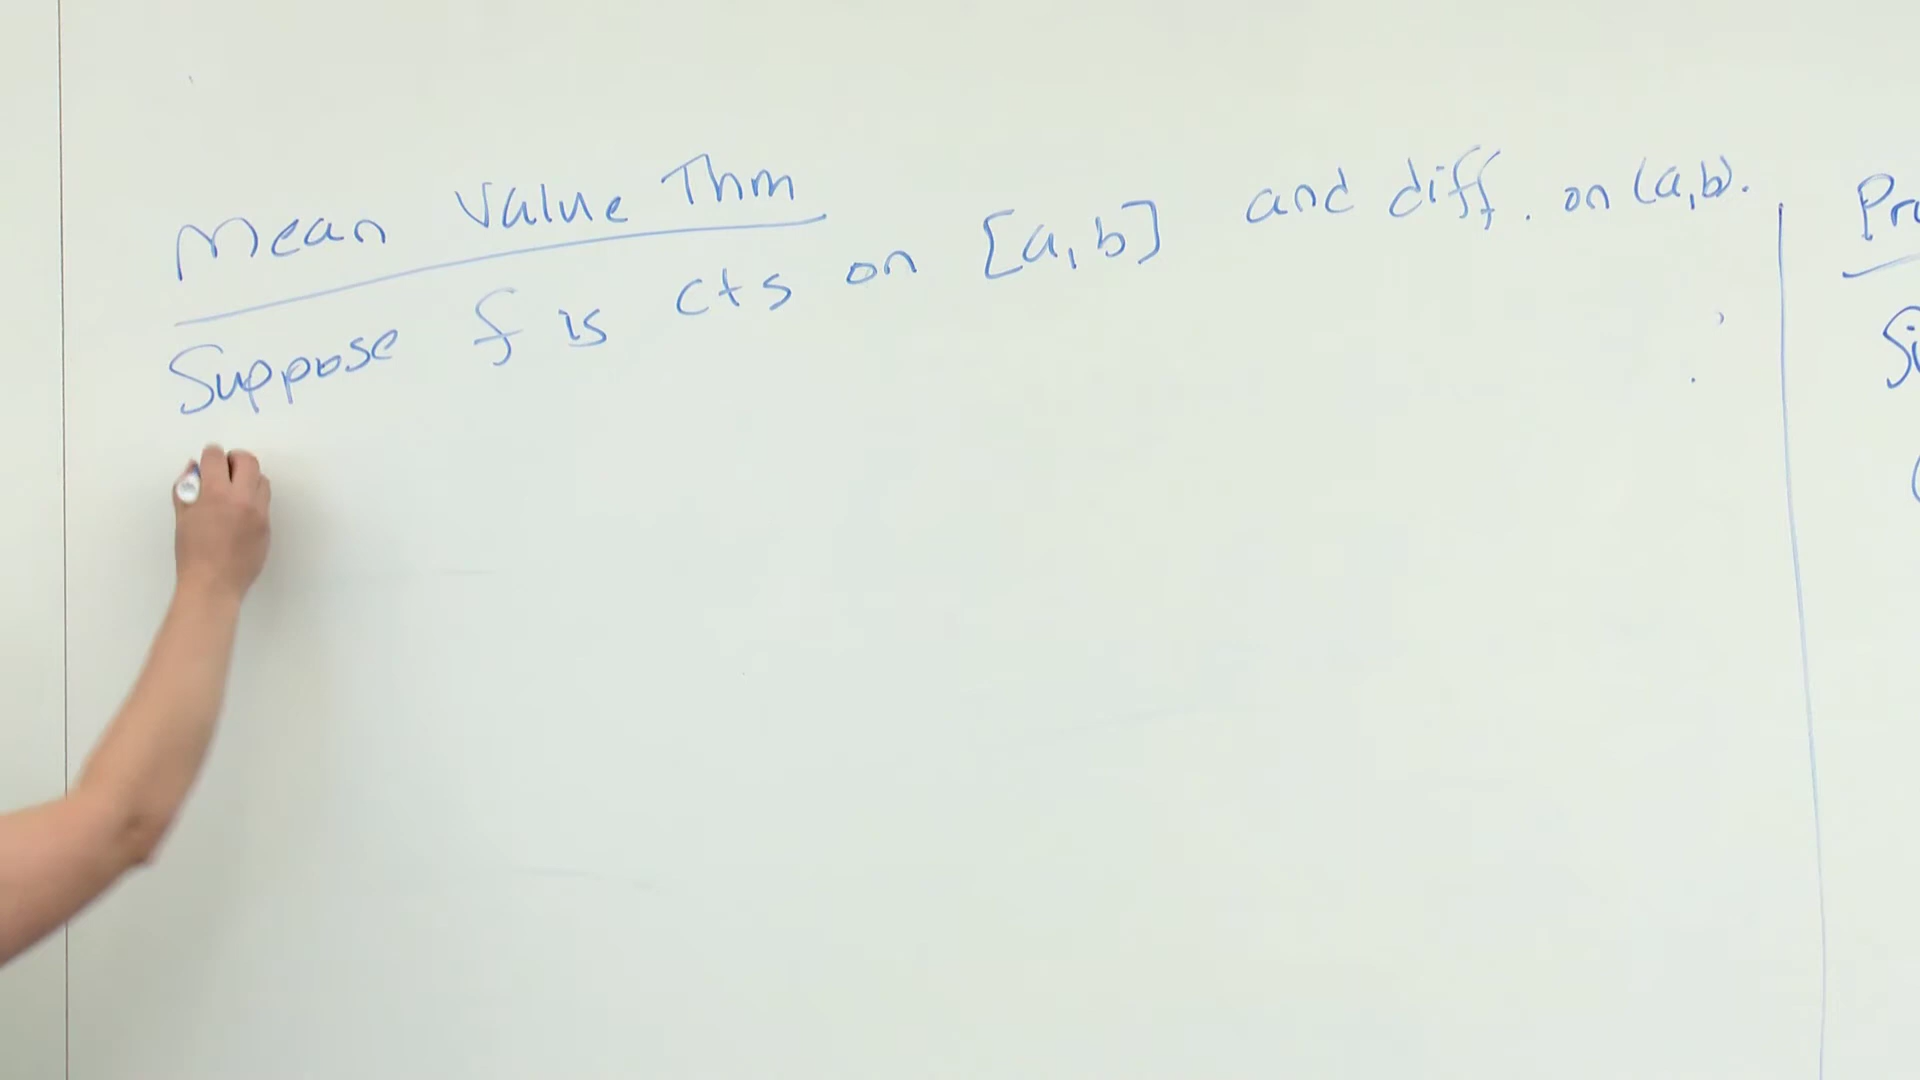 Mean Value Thm
Suppose f is cts on [a,b] and diff. on (a,b).